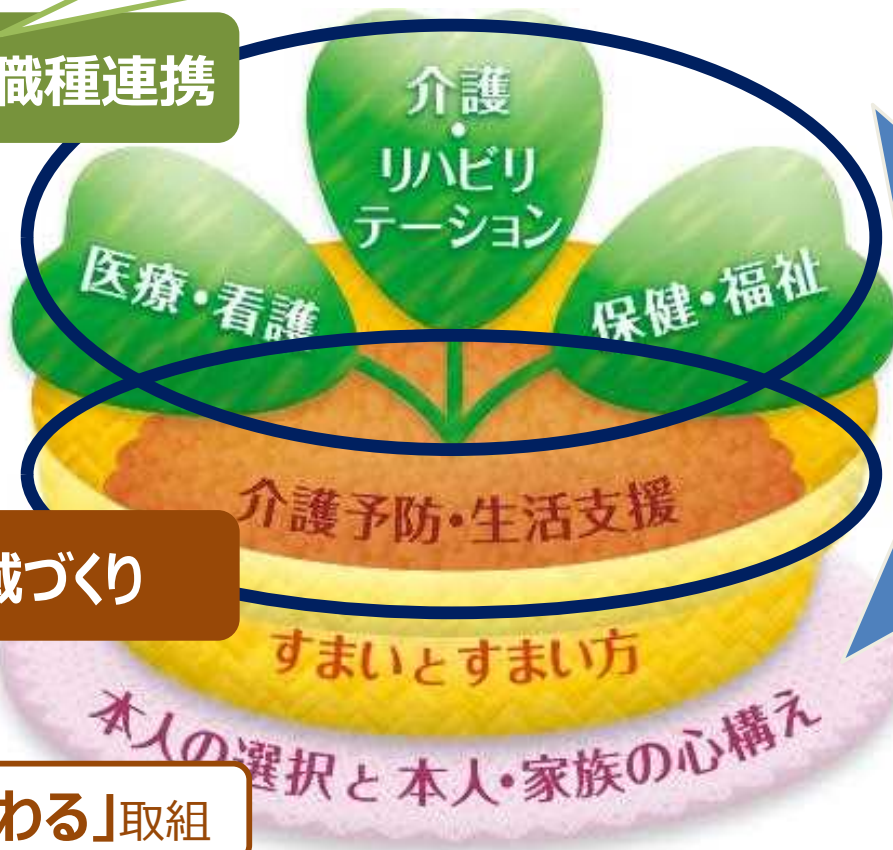 職種連携
介護
・
リハビリ
テーション
医療・看護
保健・福祉
介護予防・生活支援
域づくり
すまいとすまい方
本人の選択と本人・家族の心構え
わる」取組